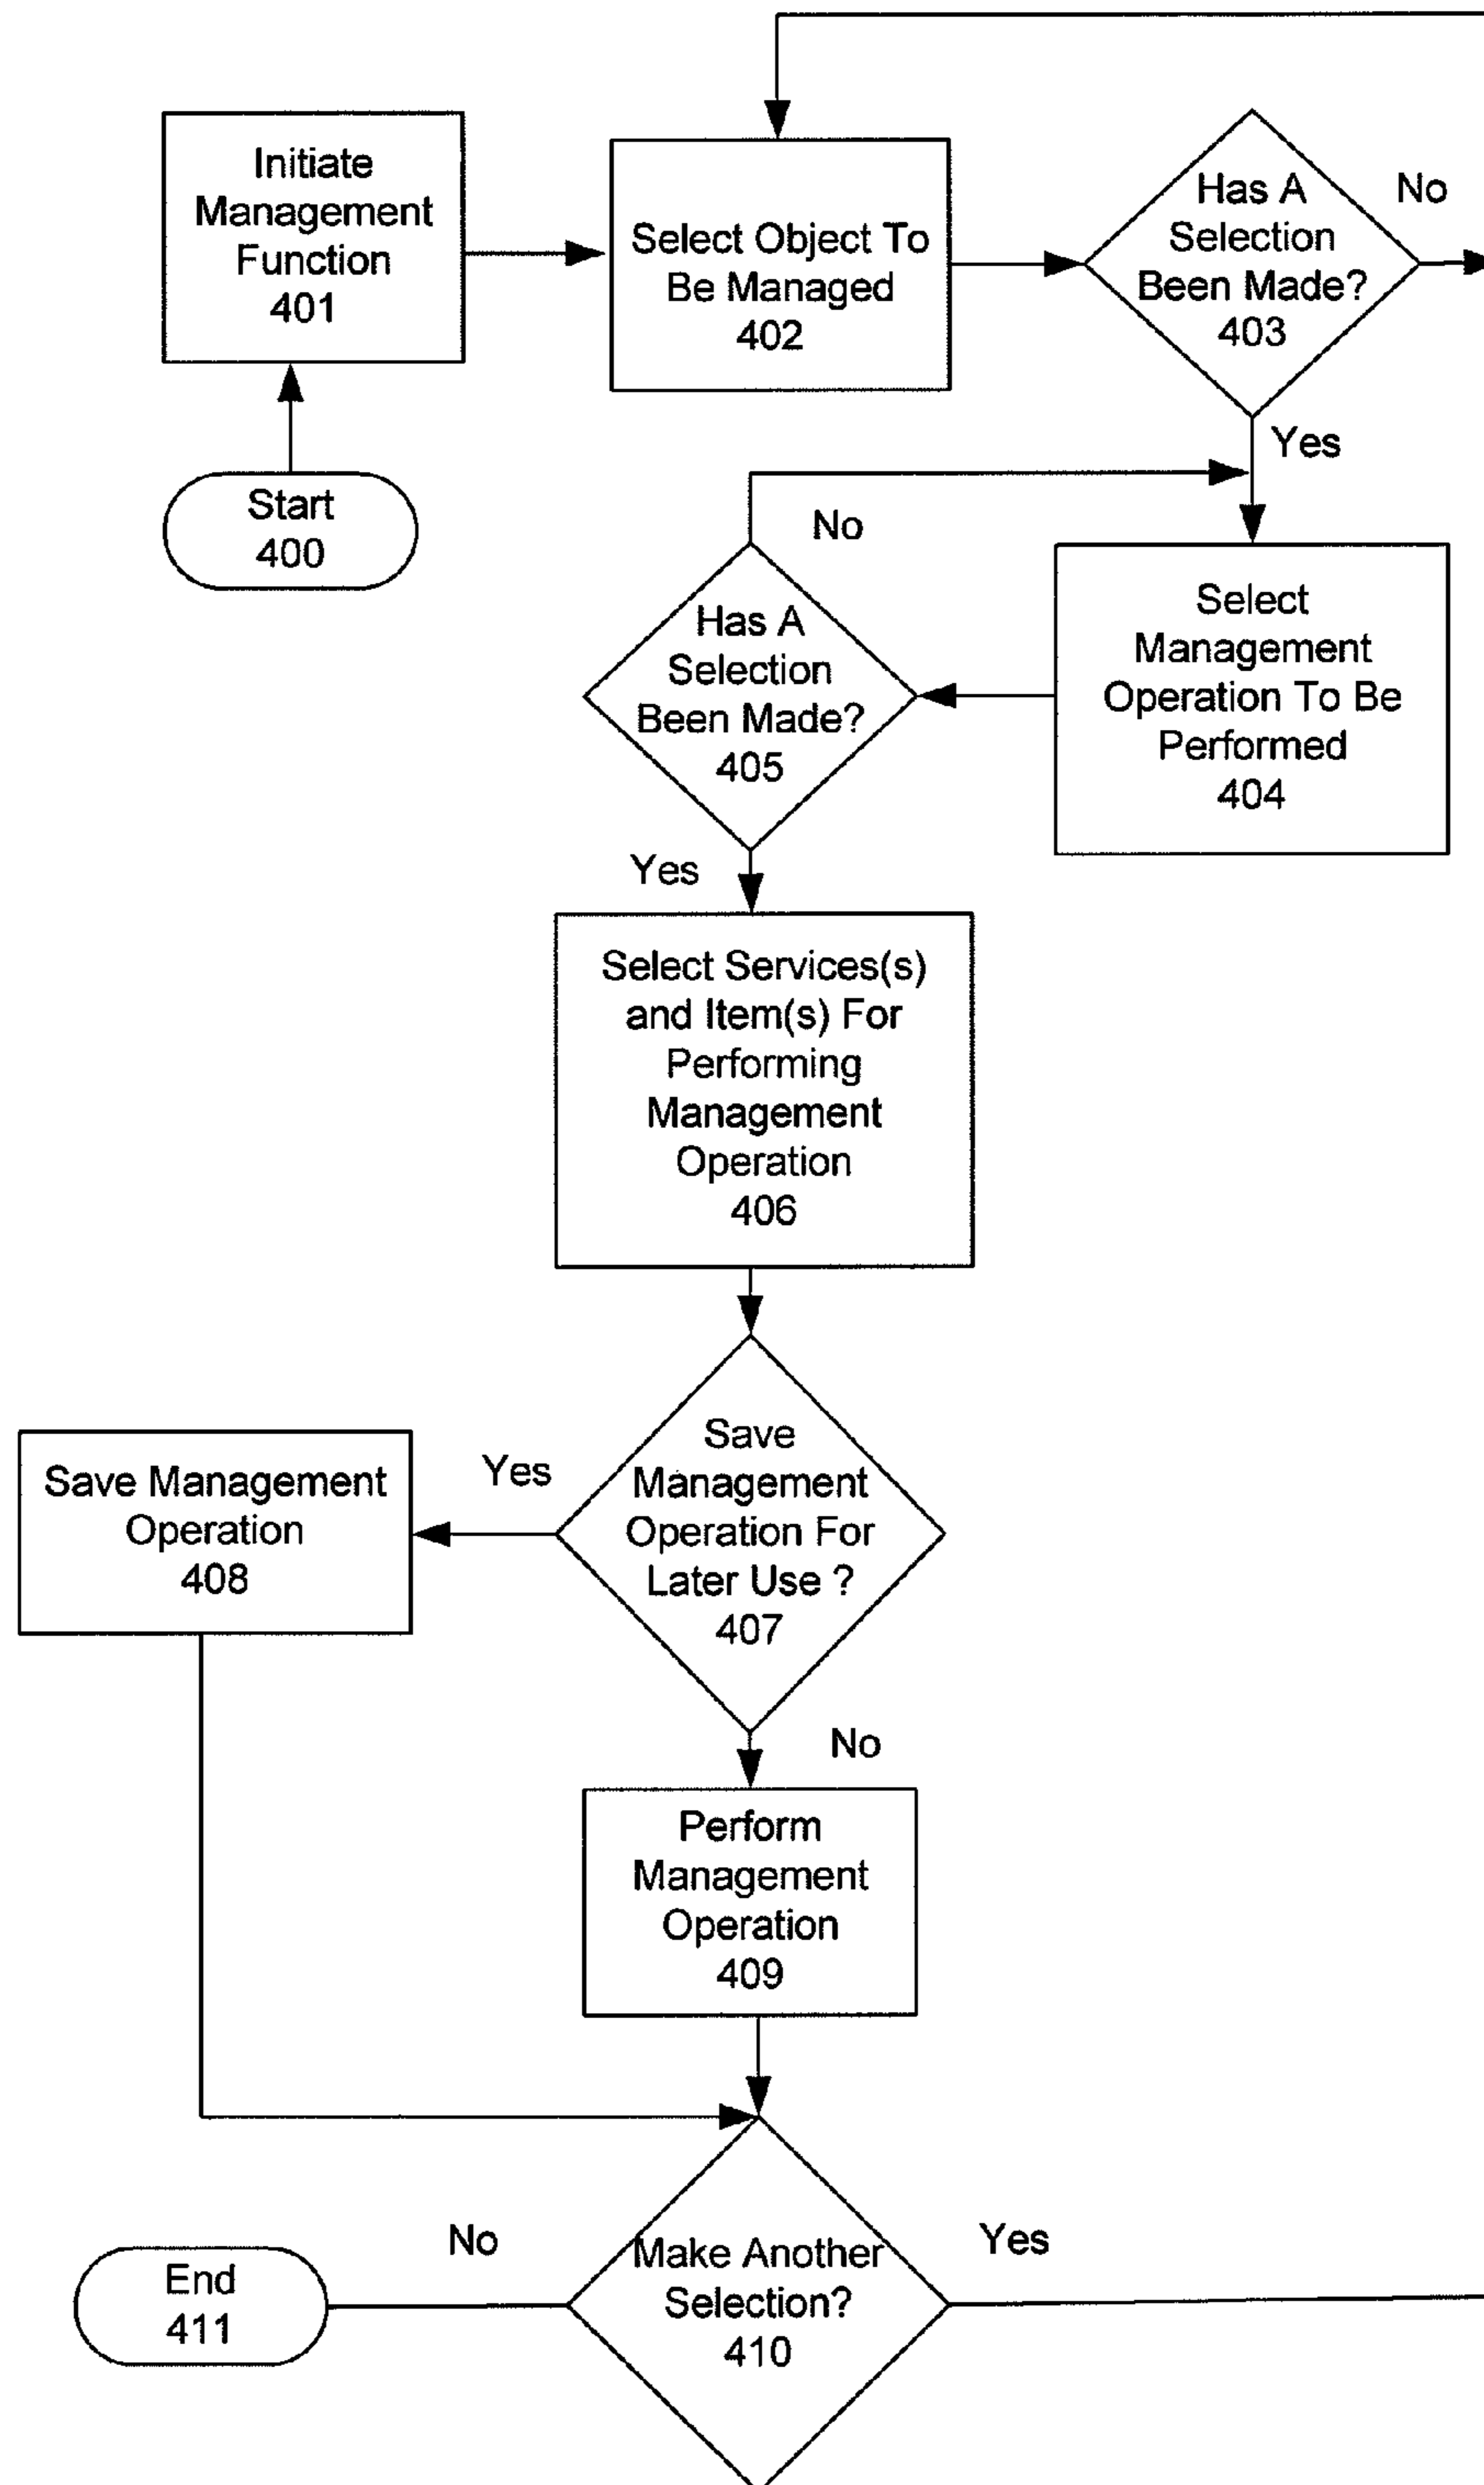 Initiate
Management
Function
401
Select Object To
Be Managed
402
Has A
Selection
Been Made?
403
No
Yes
Start
400
No
Has A
Selection
Been Made?
405
Select
Management
Operation To Be
Performed
404
Yes
Select Services(s)
and Item(s) For
Performing
Management
Operation
406
Save Management
Operation
408
Yes
Save
Management
Operation For
Later Use ?
407
No
Perform
Management
Operation
409
End
411
No
Make Another
Selection?
410
Yes